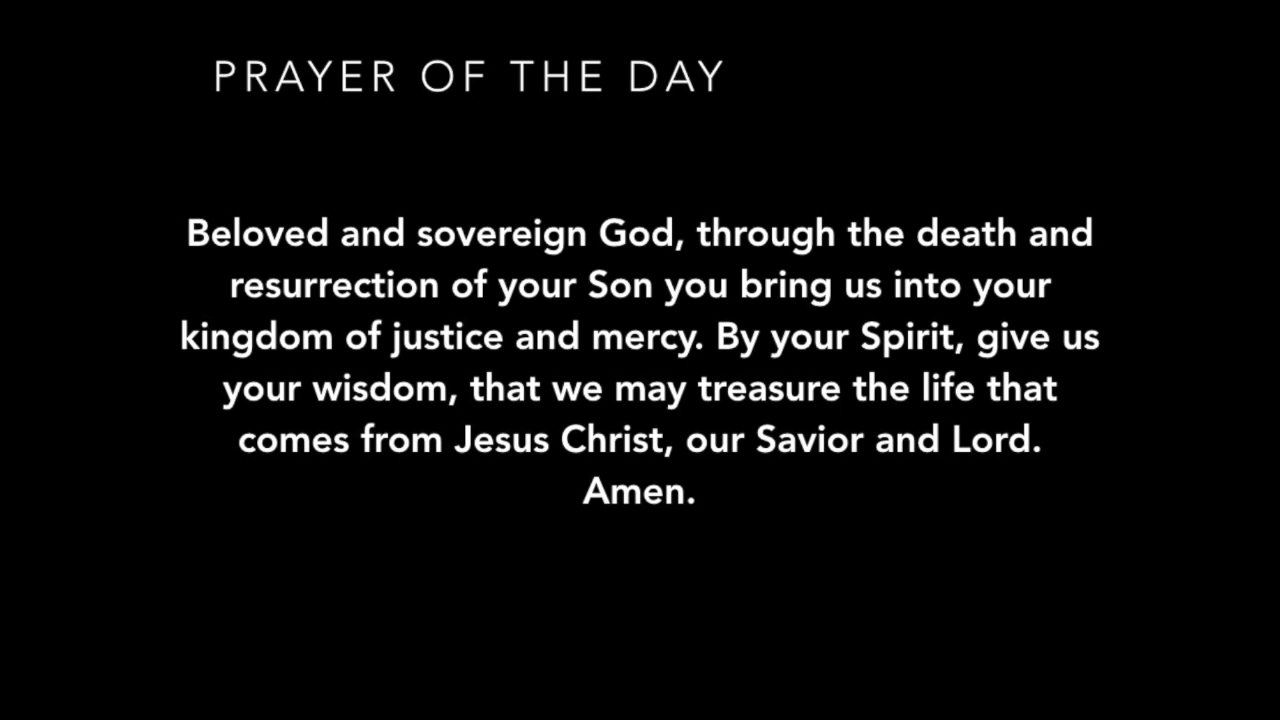 PRAYER OF THE DAY
Beloved and sovereign God, through the death and
resurrection of your Son you bring us into your
kingdom of justice and mercy. By your Spirit, give us
your wisdom, that we may treasure the life that
comes from Jesus Christ, our Savior and Lord.
Amen.